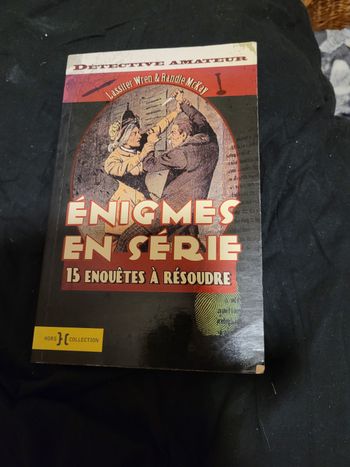 DÉTECTIVE AMATEUR
Lassiter Wren & Randle McKay
ÉNIGMES
EN SÉRIE
15 ENQUÊTES À RÉSOUDRE
HORS COLLECTION